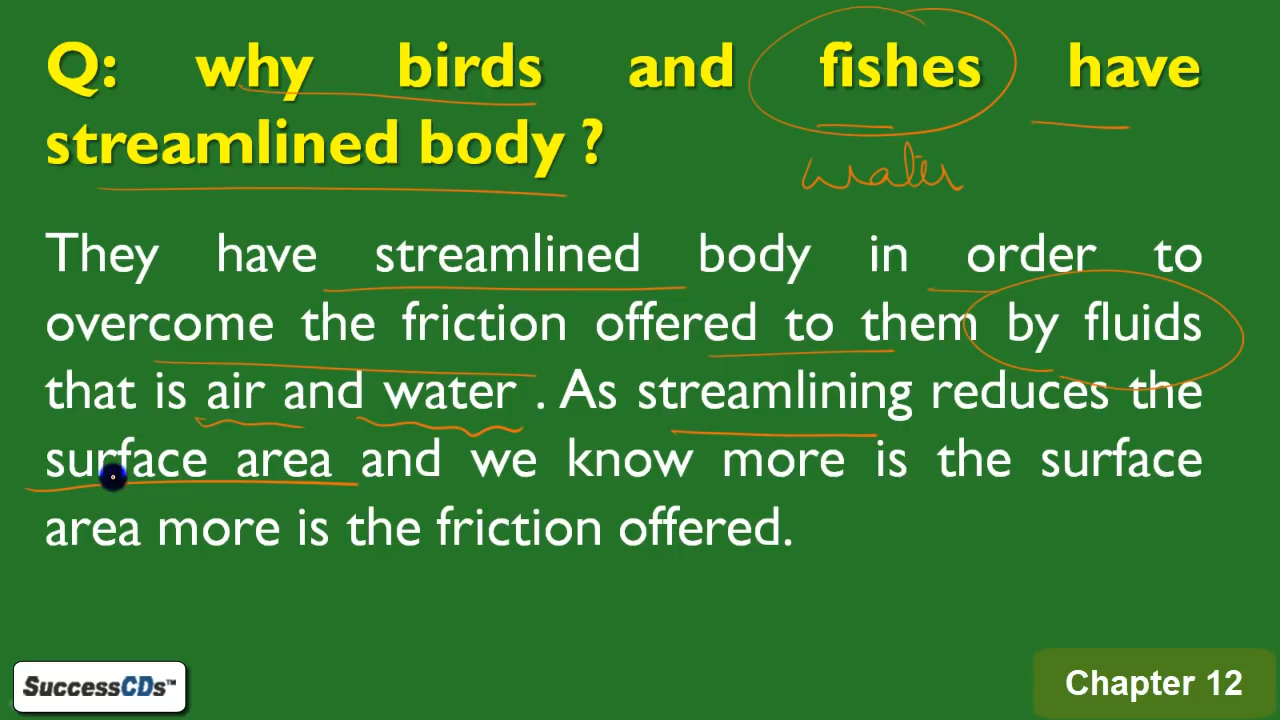 Q: why birds and fishes have
streamlined body ?
water
They have streamlined body in order to
overcome the friction offered to them by fluids
that is air and water . As streamlining reduces the
surface area and we know more is the surface
area more is the friction offered.
SuccessCDs™
Chapter 12